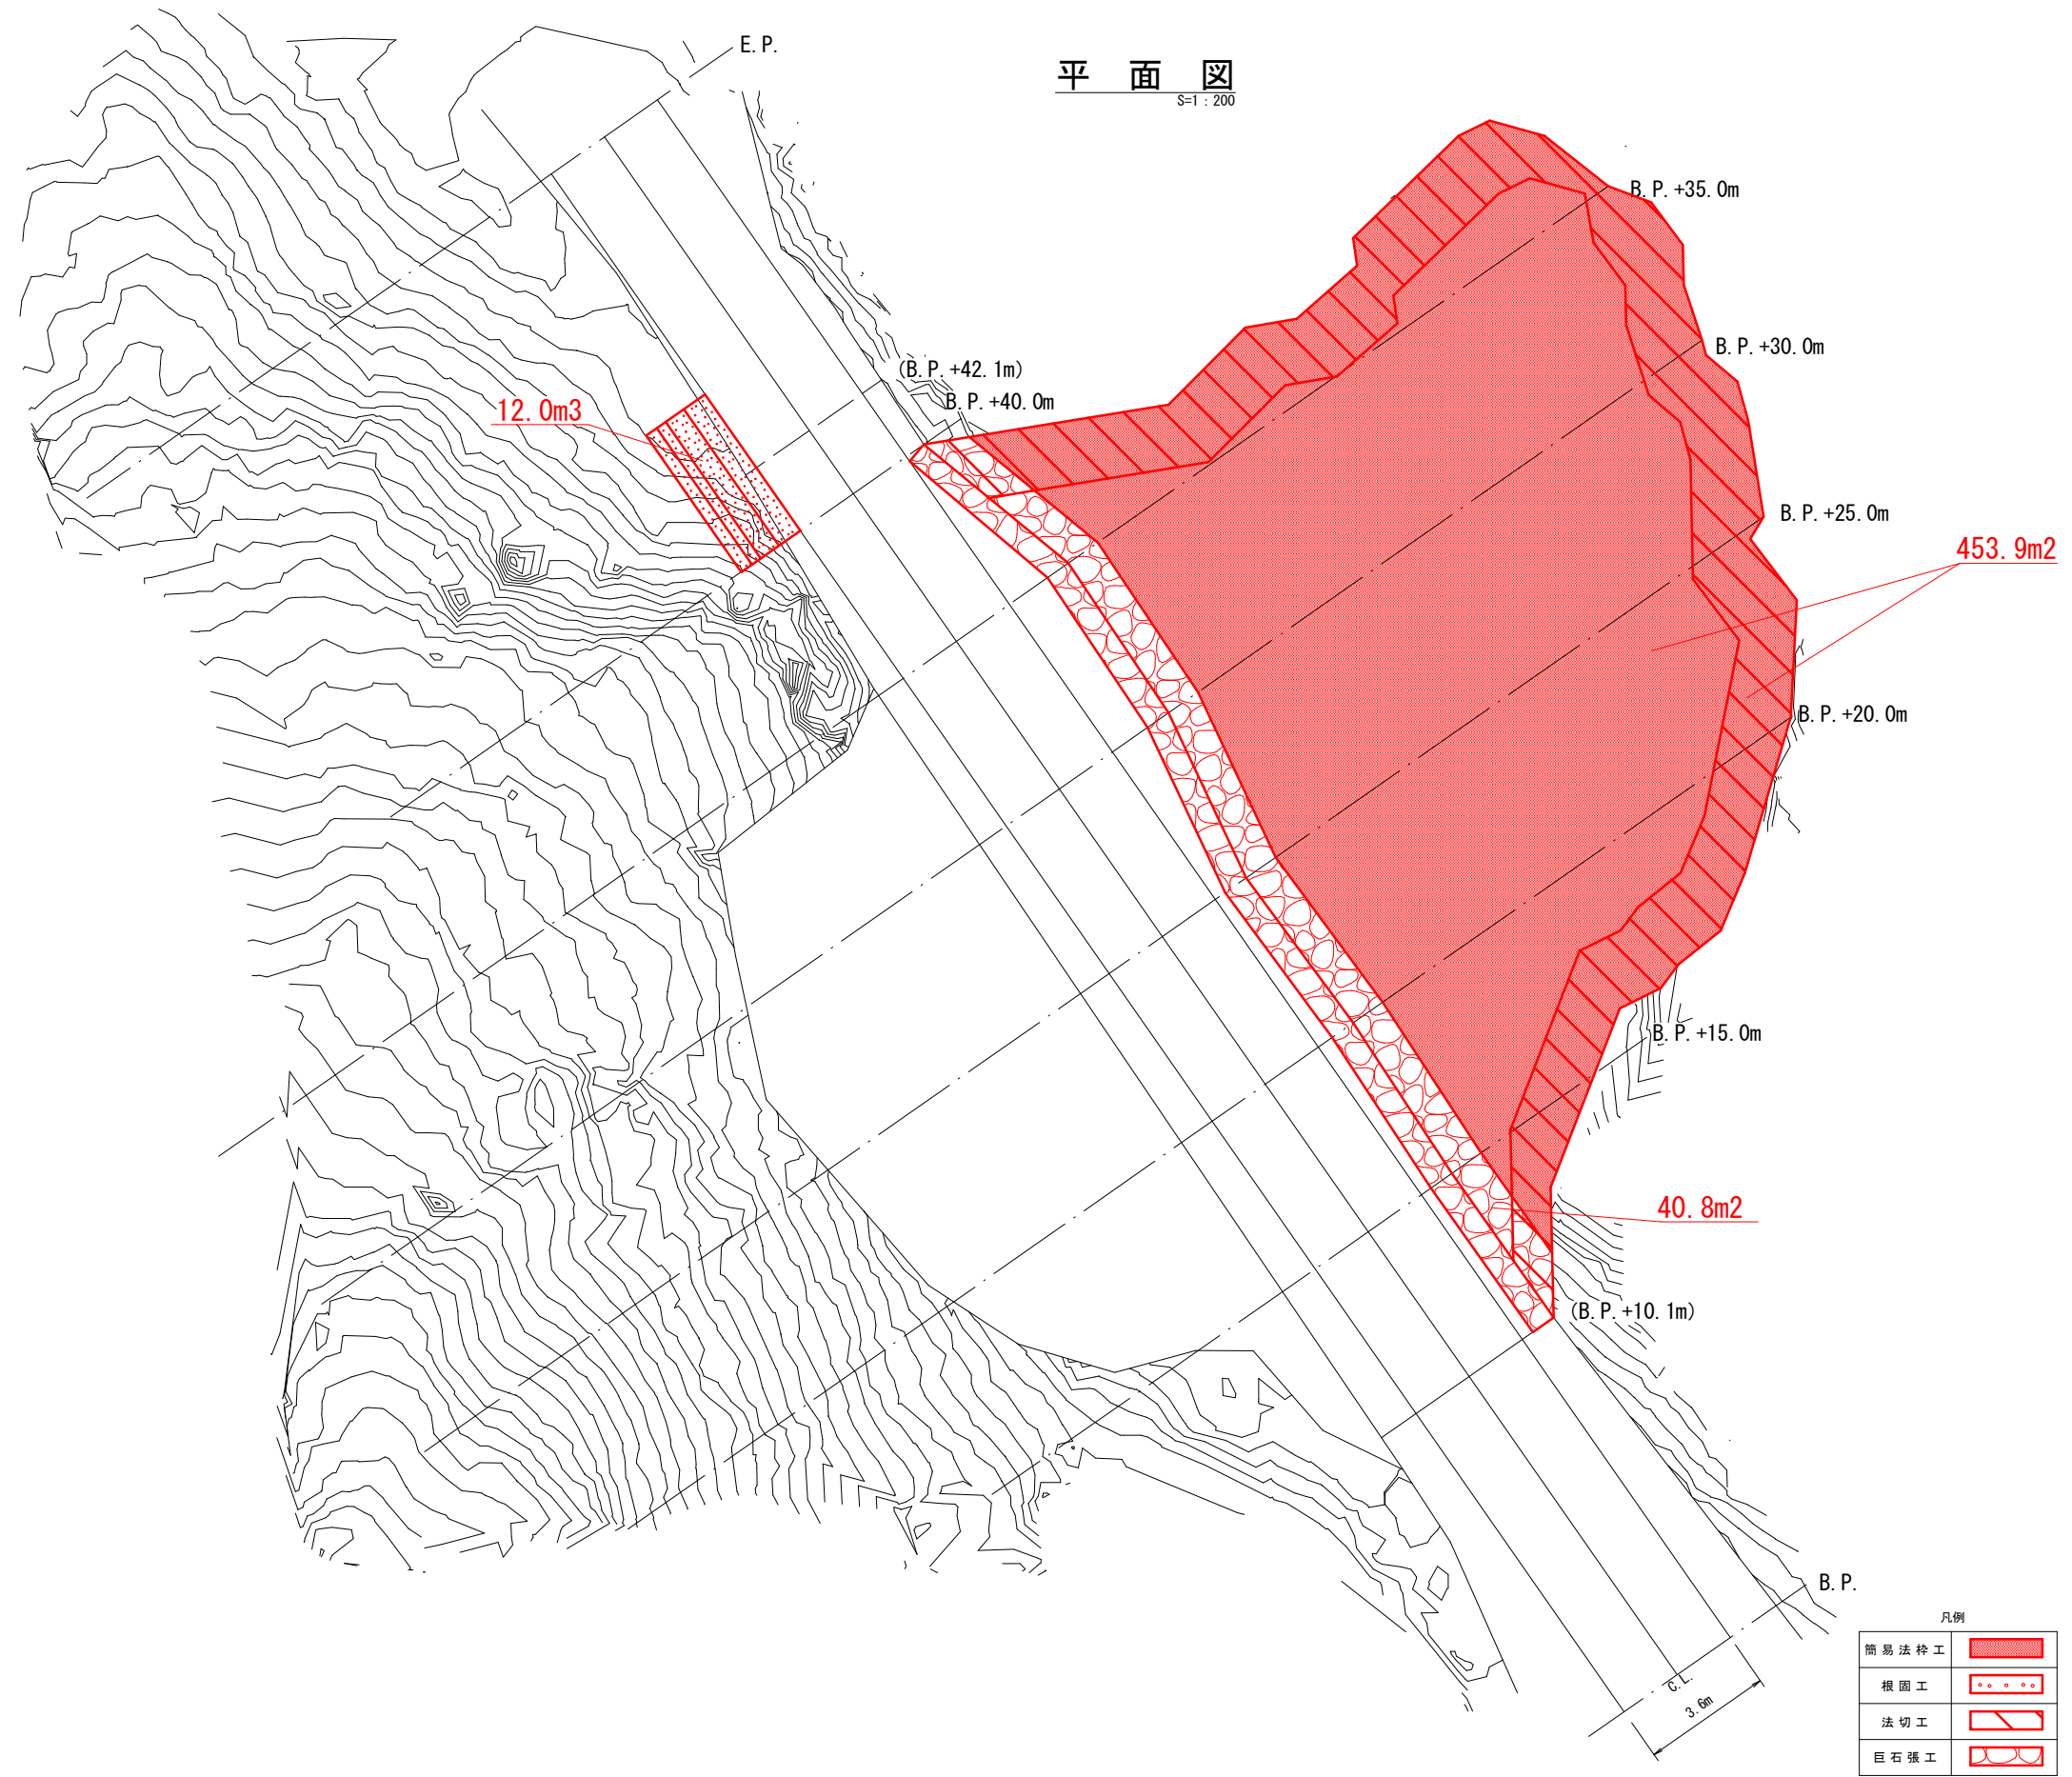 平 面 図
S=1 : 200
E.P.
B.P.+35.0m
B.P.+30.0m
(B.P.+42.1m)
B.P.+40.0m
12.0m3
B.P.+25.0m
453.9m2
B.P.+20.0m
B.P.+15.0m
40.8m2
(B.P.+10.1m)
B.P.
C.L.
3.6m
凡例
簡易法枠工
根固工
法切工
巨石張工